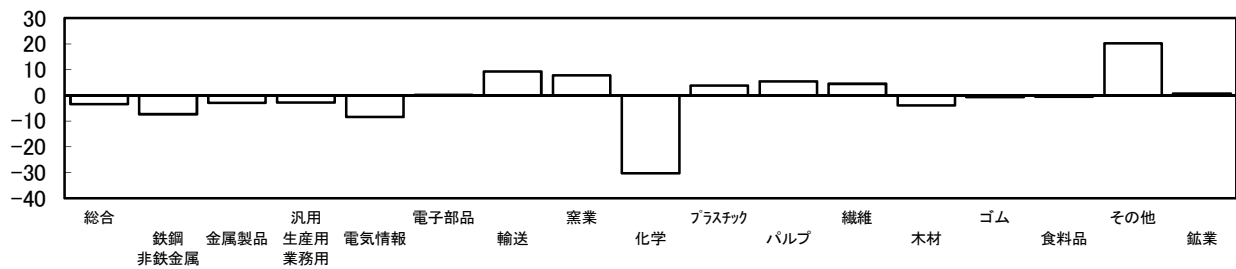 30
20
10
0
-10
-20
-30
-40
総合
鉄鋼
非鉄金属
金属製品
汎用
生産用
業務用
電気情報
電子部品
輸送
窯業
化学
ﾌﾟﾗｽﾁｯｸ
パルプ
繊維
木材
ゴム
食料品
その他
鉱業